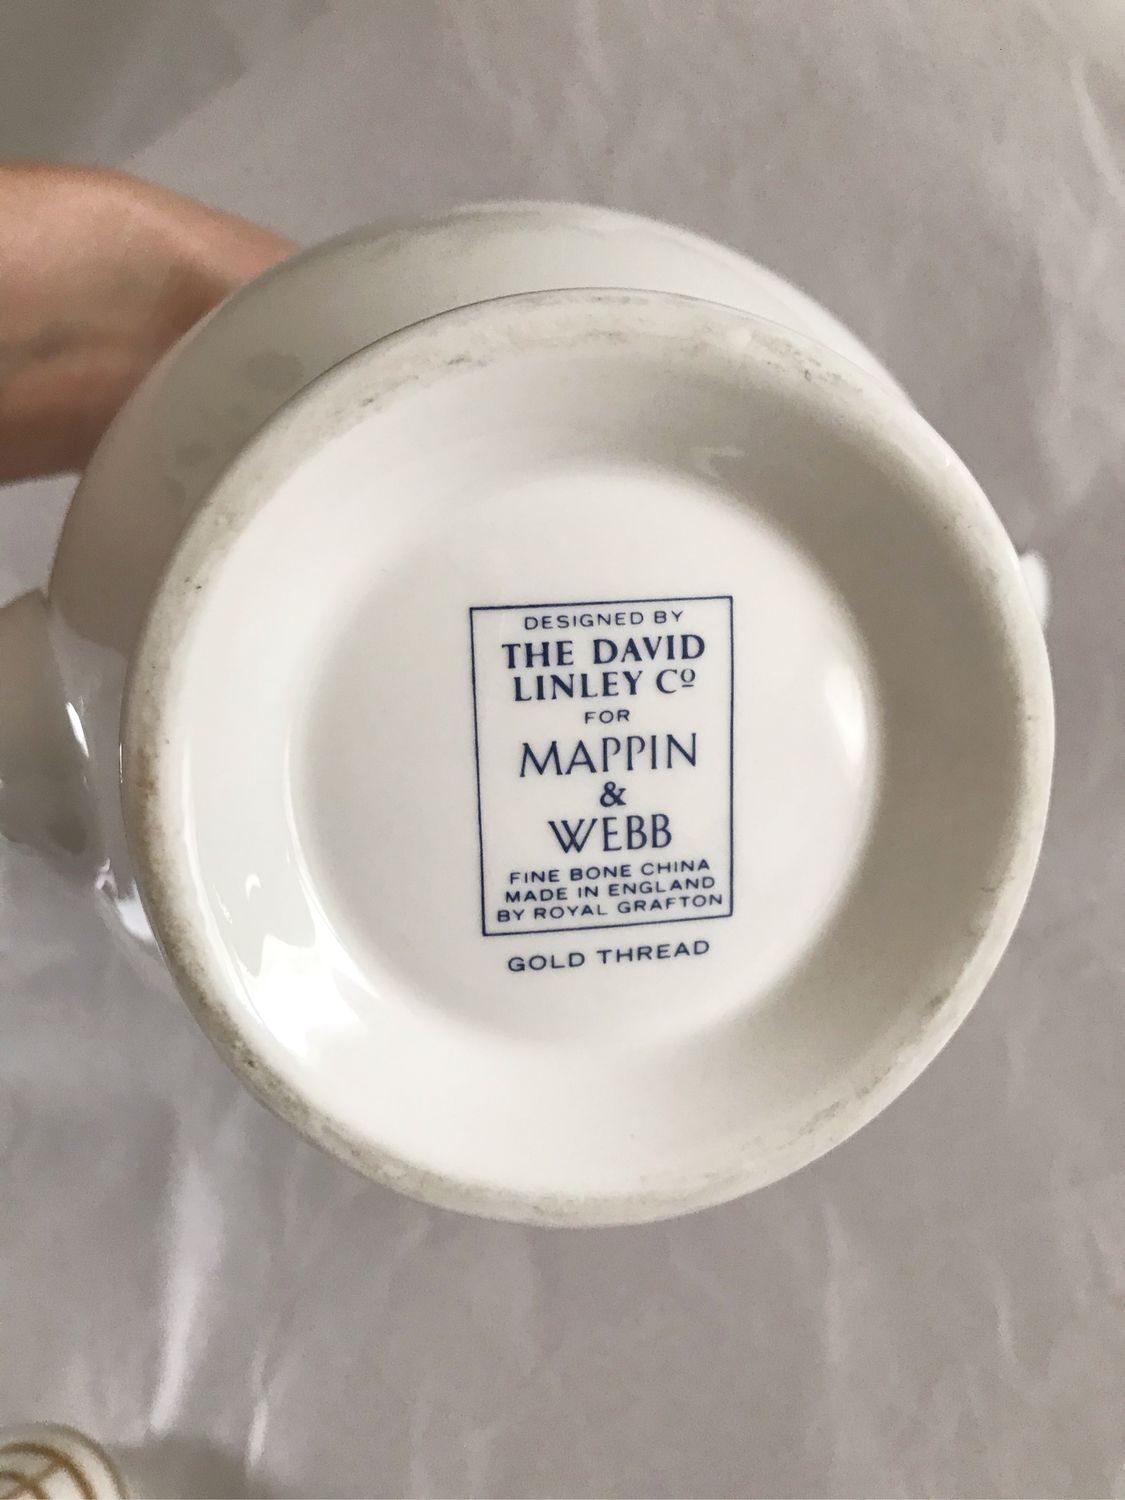 DESIGNED BY
THE DAVID
LINLEY Cº
FOR
MAPPIN
&
WEBB
FINE BONE CHINA
MADE IN ENGLAND
BY ROYAL GRAFTON
GOLD THREAD